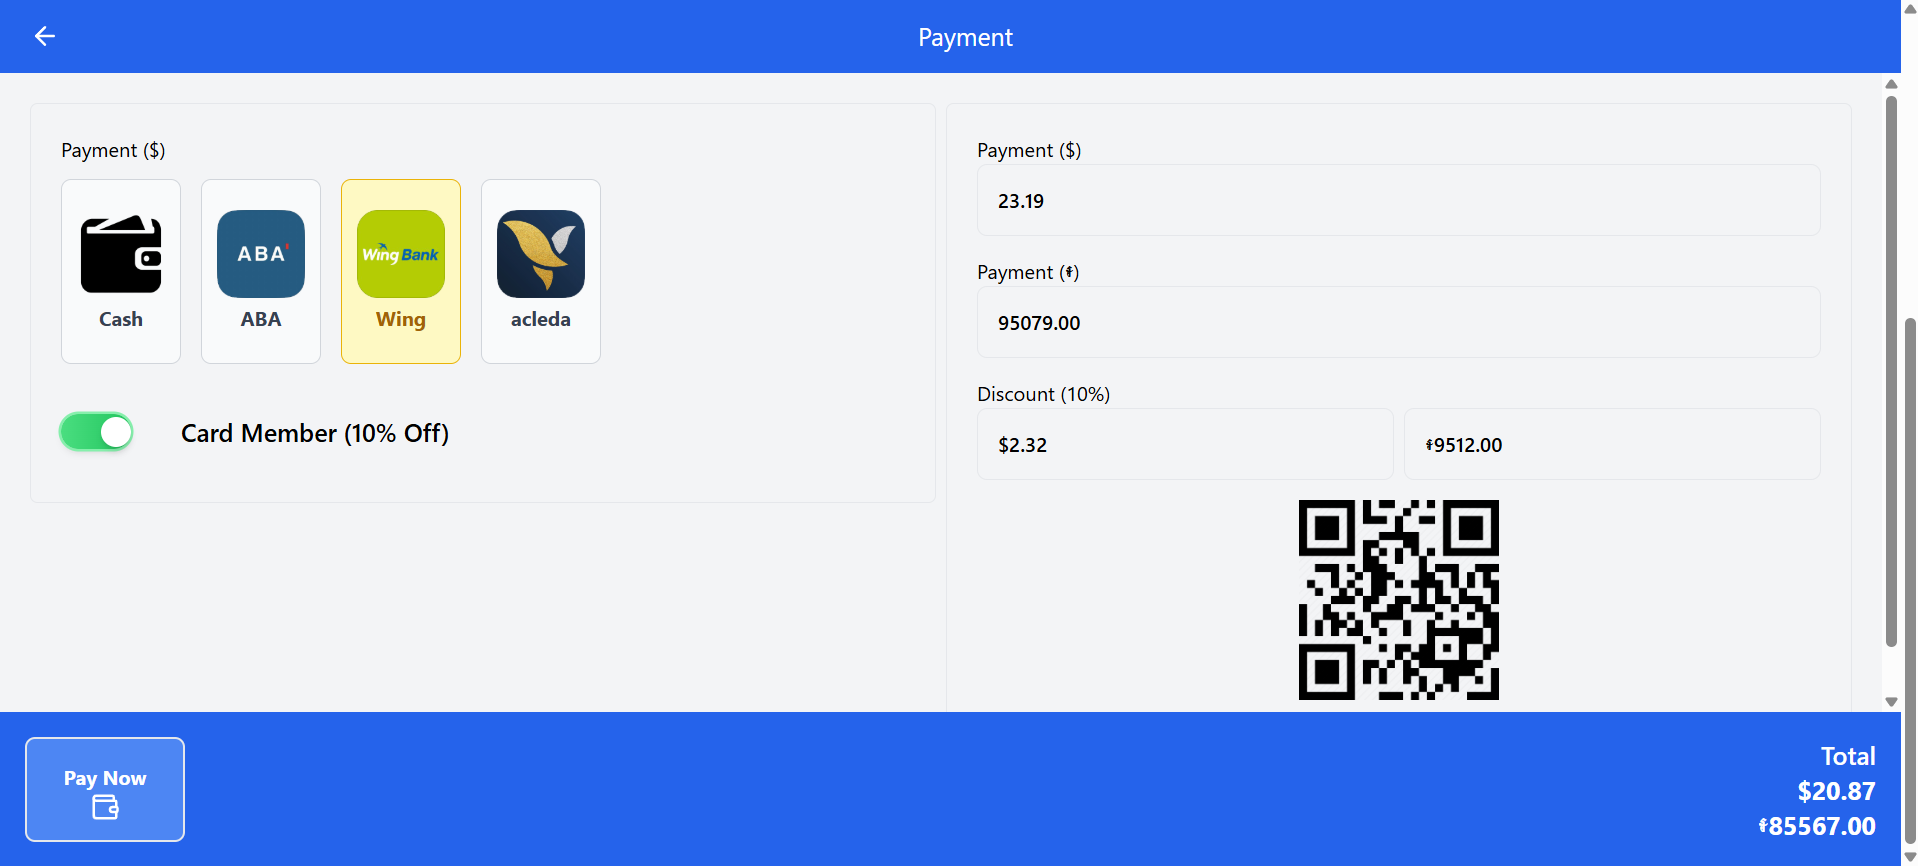 Payment
Payment ($)
Cash
ABA
ABA
Wing Bank
Wing
acleda
Card Member (10% Off)
Payment ($)
23.19
Payment (៛)
95079.00
Discount (10%)
$2.32
៛9512.00
Pay Now
Total
$20.87
៛85567.00